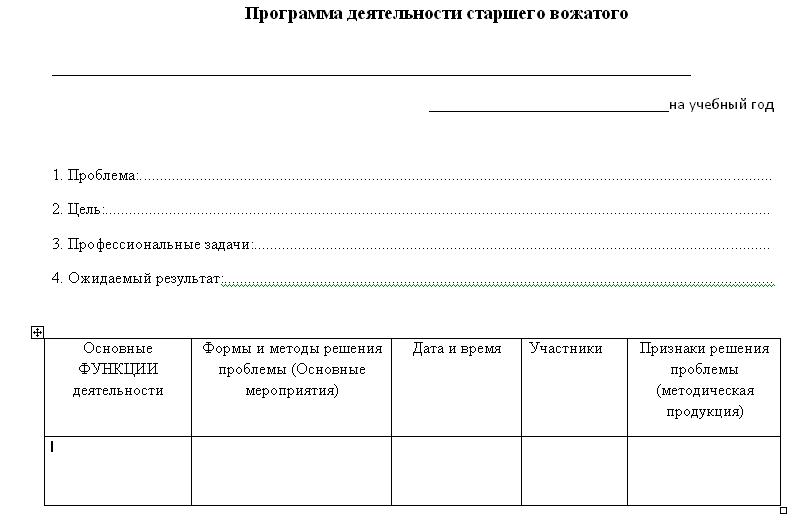 Программа деятельности старшего вожатого
на учебный год
1. Проблема:
2. Цель:
3. Профессиональные задачи:
4. Ожидаемый результат:
Основные
ФУНКЦИИ
деятельности
Формы и методы решения
проблемы (Основные
мероприятия)
Дата и время
Участники
Признаки решения
проблемы
(методическая
продукция)